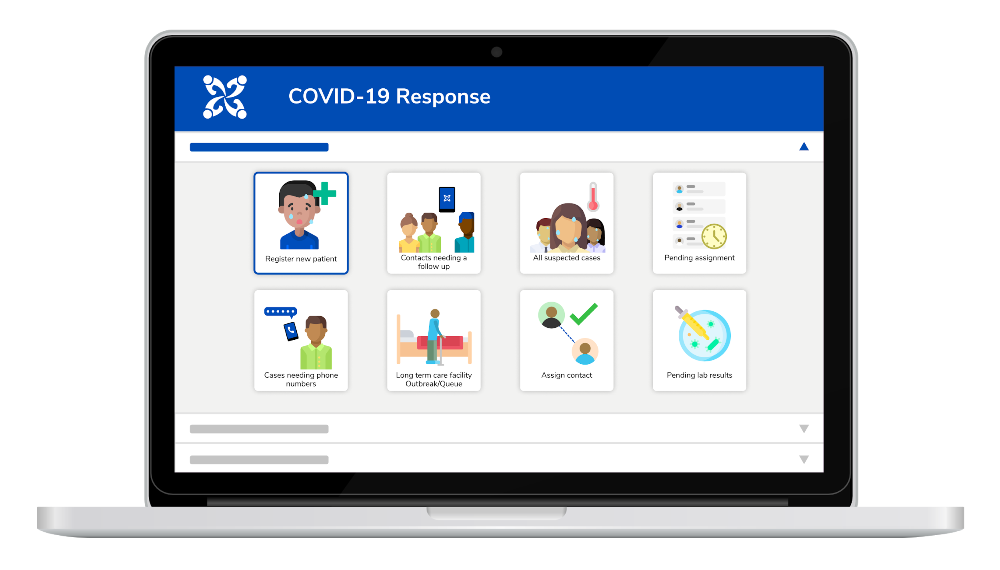 COVID-19 Response
Register new patient
Contacts needing a
follow up
All suspected cases
Pending assignment
Cases needing phone
numbers
Long term care facility
Outbreak/Queue
Assign contact
Pending lab results